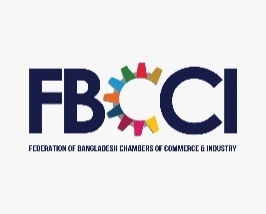 FBCCI
FEDERATION OF BANGLADESH CHAMBERS OF COMMERCE & INDUSTRY